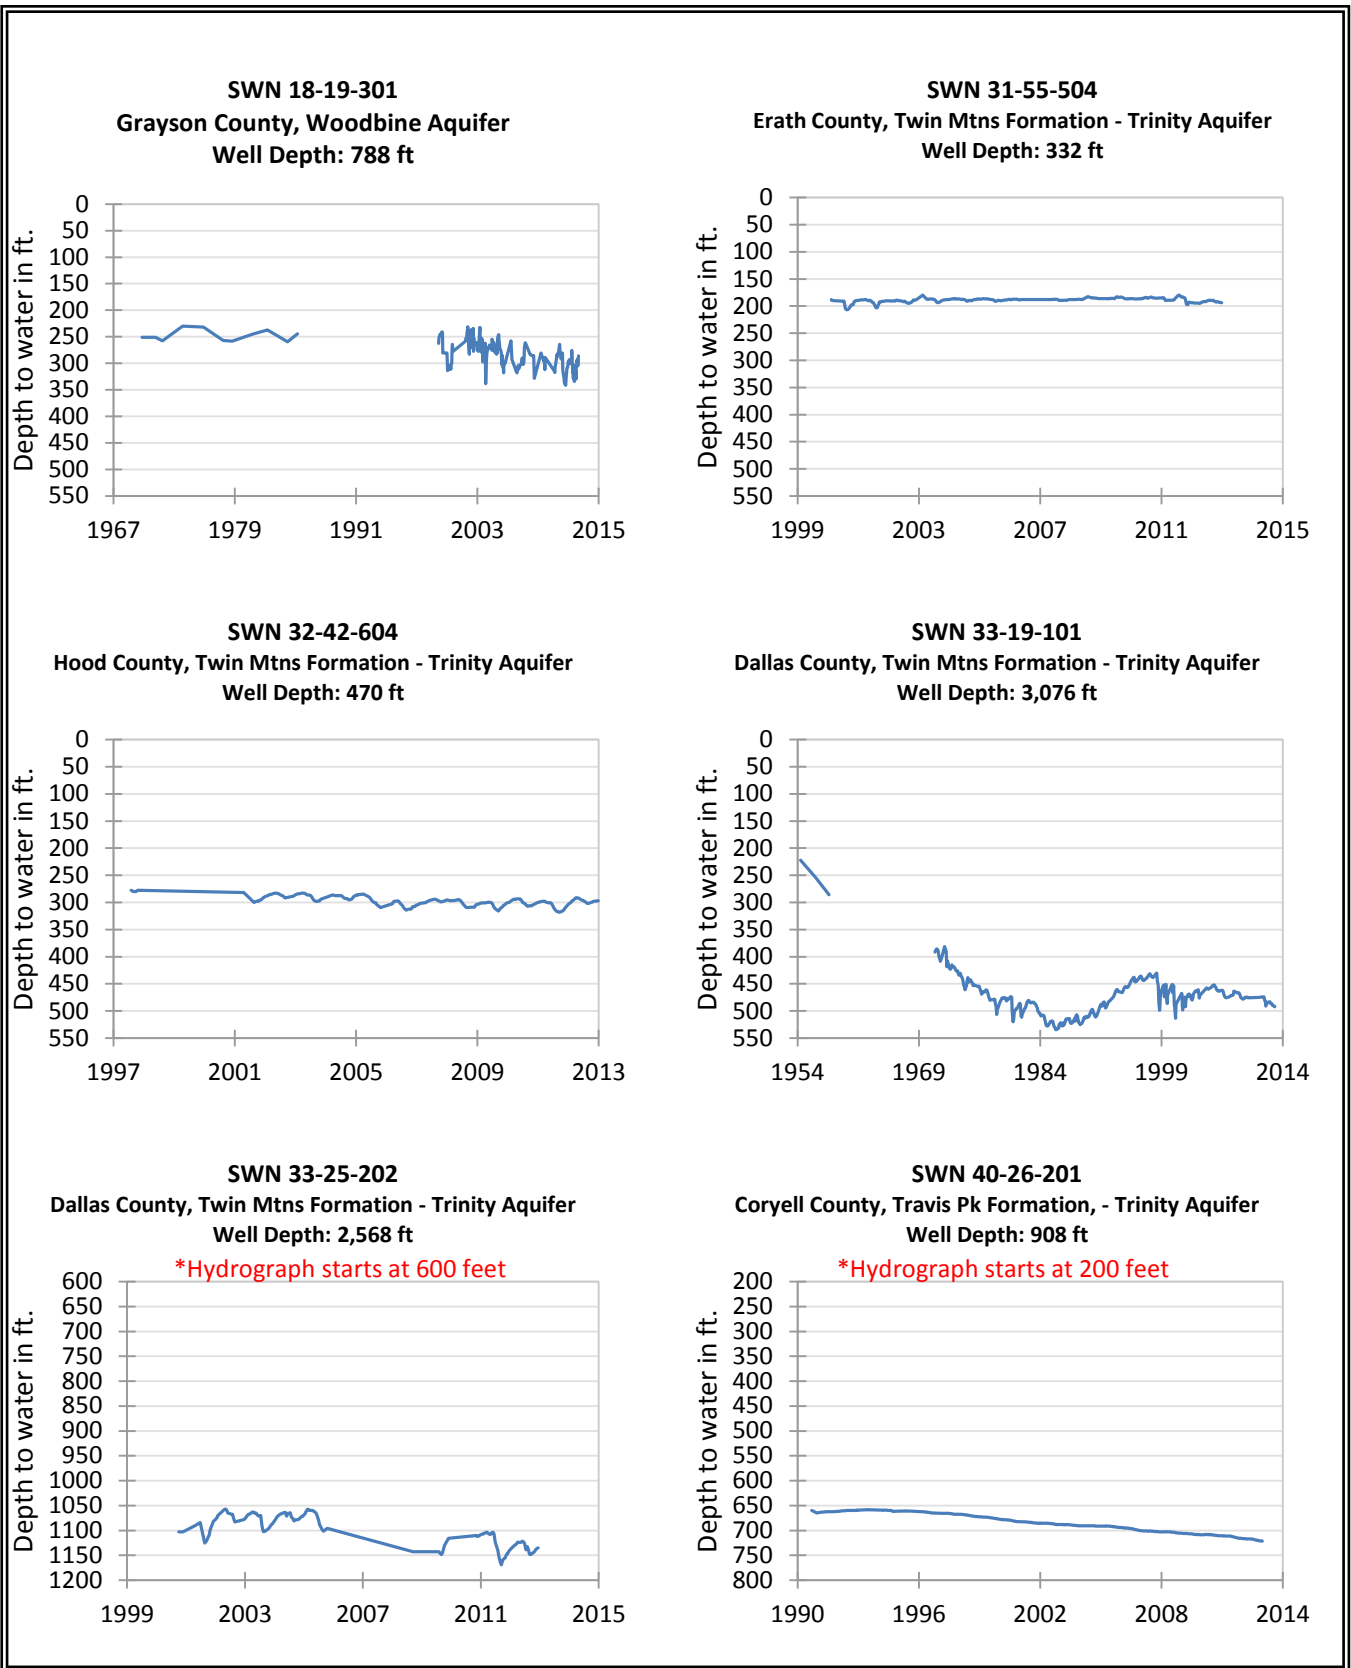 SWN 18-19-301
Grayson County, Woodbine Aquifer
Well Depth: 788 ft
Depth to water in ft.
0
50
100
150
200
250
300
350
400
450
500
550
1967 1979 1991 2003 2015
SWN 31-55-504
Erath County, Twin Mtns Formation - Trinity Aquifer
Well Depth: 332 ft
Depth to water in ft.
0
50
100
150
200
250
300
350
400
450
500
550
1999 2003 2007 2011 2015
SWN 32-42-604
Hood County, Twin Mtns Formation - Trinity Aquifer
Well Depth: 470 ft
Depth to water in ft.
0
50
100
150
200
250
300
350
400
450
500
550
1997 2001 2005 2009 2013
SWN 33-19-101
Dallas County, Twin Mtns Formation - Trinity Aquifer
Well Depth: 3,076 ft
Depth to water in ft.
0
50
100
150
200
250
300
350
400
450
500
550
1954 1969 1984 1999 2014
SWN 33-25-202
Dallas County, Twin Mtns Formation - Trinity Aquifer
Well Depth: 2,568 ft
*Hydrograph starts at 600 feet
Depth to water in ft.
600
650
700
750
800
850
900
950
1000
1050
1100
1150
1200
1999 2003 2007 2011 2015
SWN 40-26-201
Coryell County, Travis Pk Formation, - Trinity Aquifer
Well Depth: 908 ft
*Hydrograph starts at 200 feet
Depth to water in ft.
200
250
300
350
400
450
500
550
600
650
700
750
800
1990 1996 2002 2008 2014